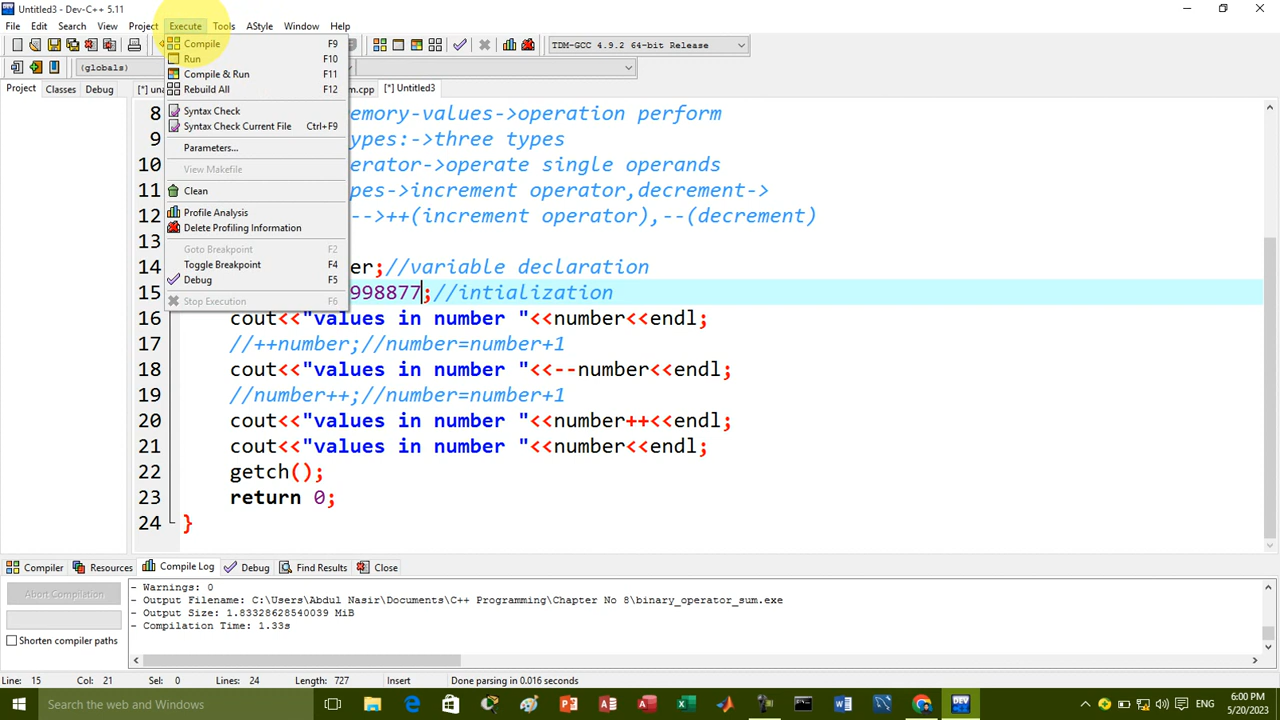 Untitled3 - Dev-C++ 5.11
File Edit Search View Project Execute Tools AStyle Window Help
TDM-GCC 4.9.2 64-bit Release
(globals)
Project Classes Debug
[*] una
m.cpp [*] Untitled3
Compile F9
Run F10
Compile & Run F11
Rebuild All F12
Syntax Check
Syntax Check Current File Ctrl+F9
Parameters...
View Makefile
Clean
Profile Analysis
Delete Profiling Information
Goto Breakpoint F2
Toggle Breakpoint F4
Debug F5
Stop Execution F6
8 emory-values->operation perform
9 ypes:->three types
10 erator->operate single operands
11 pes->increment operator,decrement->
12 -->++(increment operator),--(decrement)
13
14 er;//variable declaration
15 998877;//intialization
16 cout<<"values in number "<<number<<endl;
17 //++number;//number=number+1
18 cout<<"values in number "<<--number<<endl;
19 //number++;//number=number+1
20 cout<<"values in number "<<number++<<endl;
21 cout<<"values in number "<<number<<endl;
22 getch();
23 return 0;
24 }
Compiler Resources Compile Log Debug Find Results Close
Abort Compilation
Shorten compiler paths
- Warnings: 0
- Output Filename: C:\Users\Abdul Nasir\Documents\C++ Programming\Chapter No 8\binary_operator_sum.exe
- Output Size: 1.83328628540039 MiB
- Compilation Time: 1.33s
Line: 15 Col: 21 Sel: 0 Lines: 24 Length: 727 Insert Done parsing in 0.016 seconds
Search the web and Windows
DEV
ENG
6:00 PM
5/20/2023